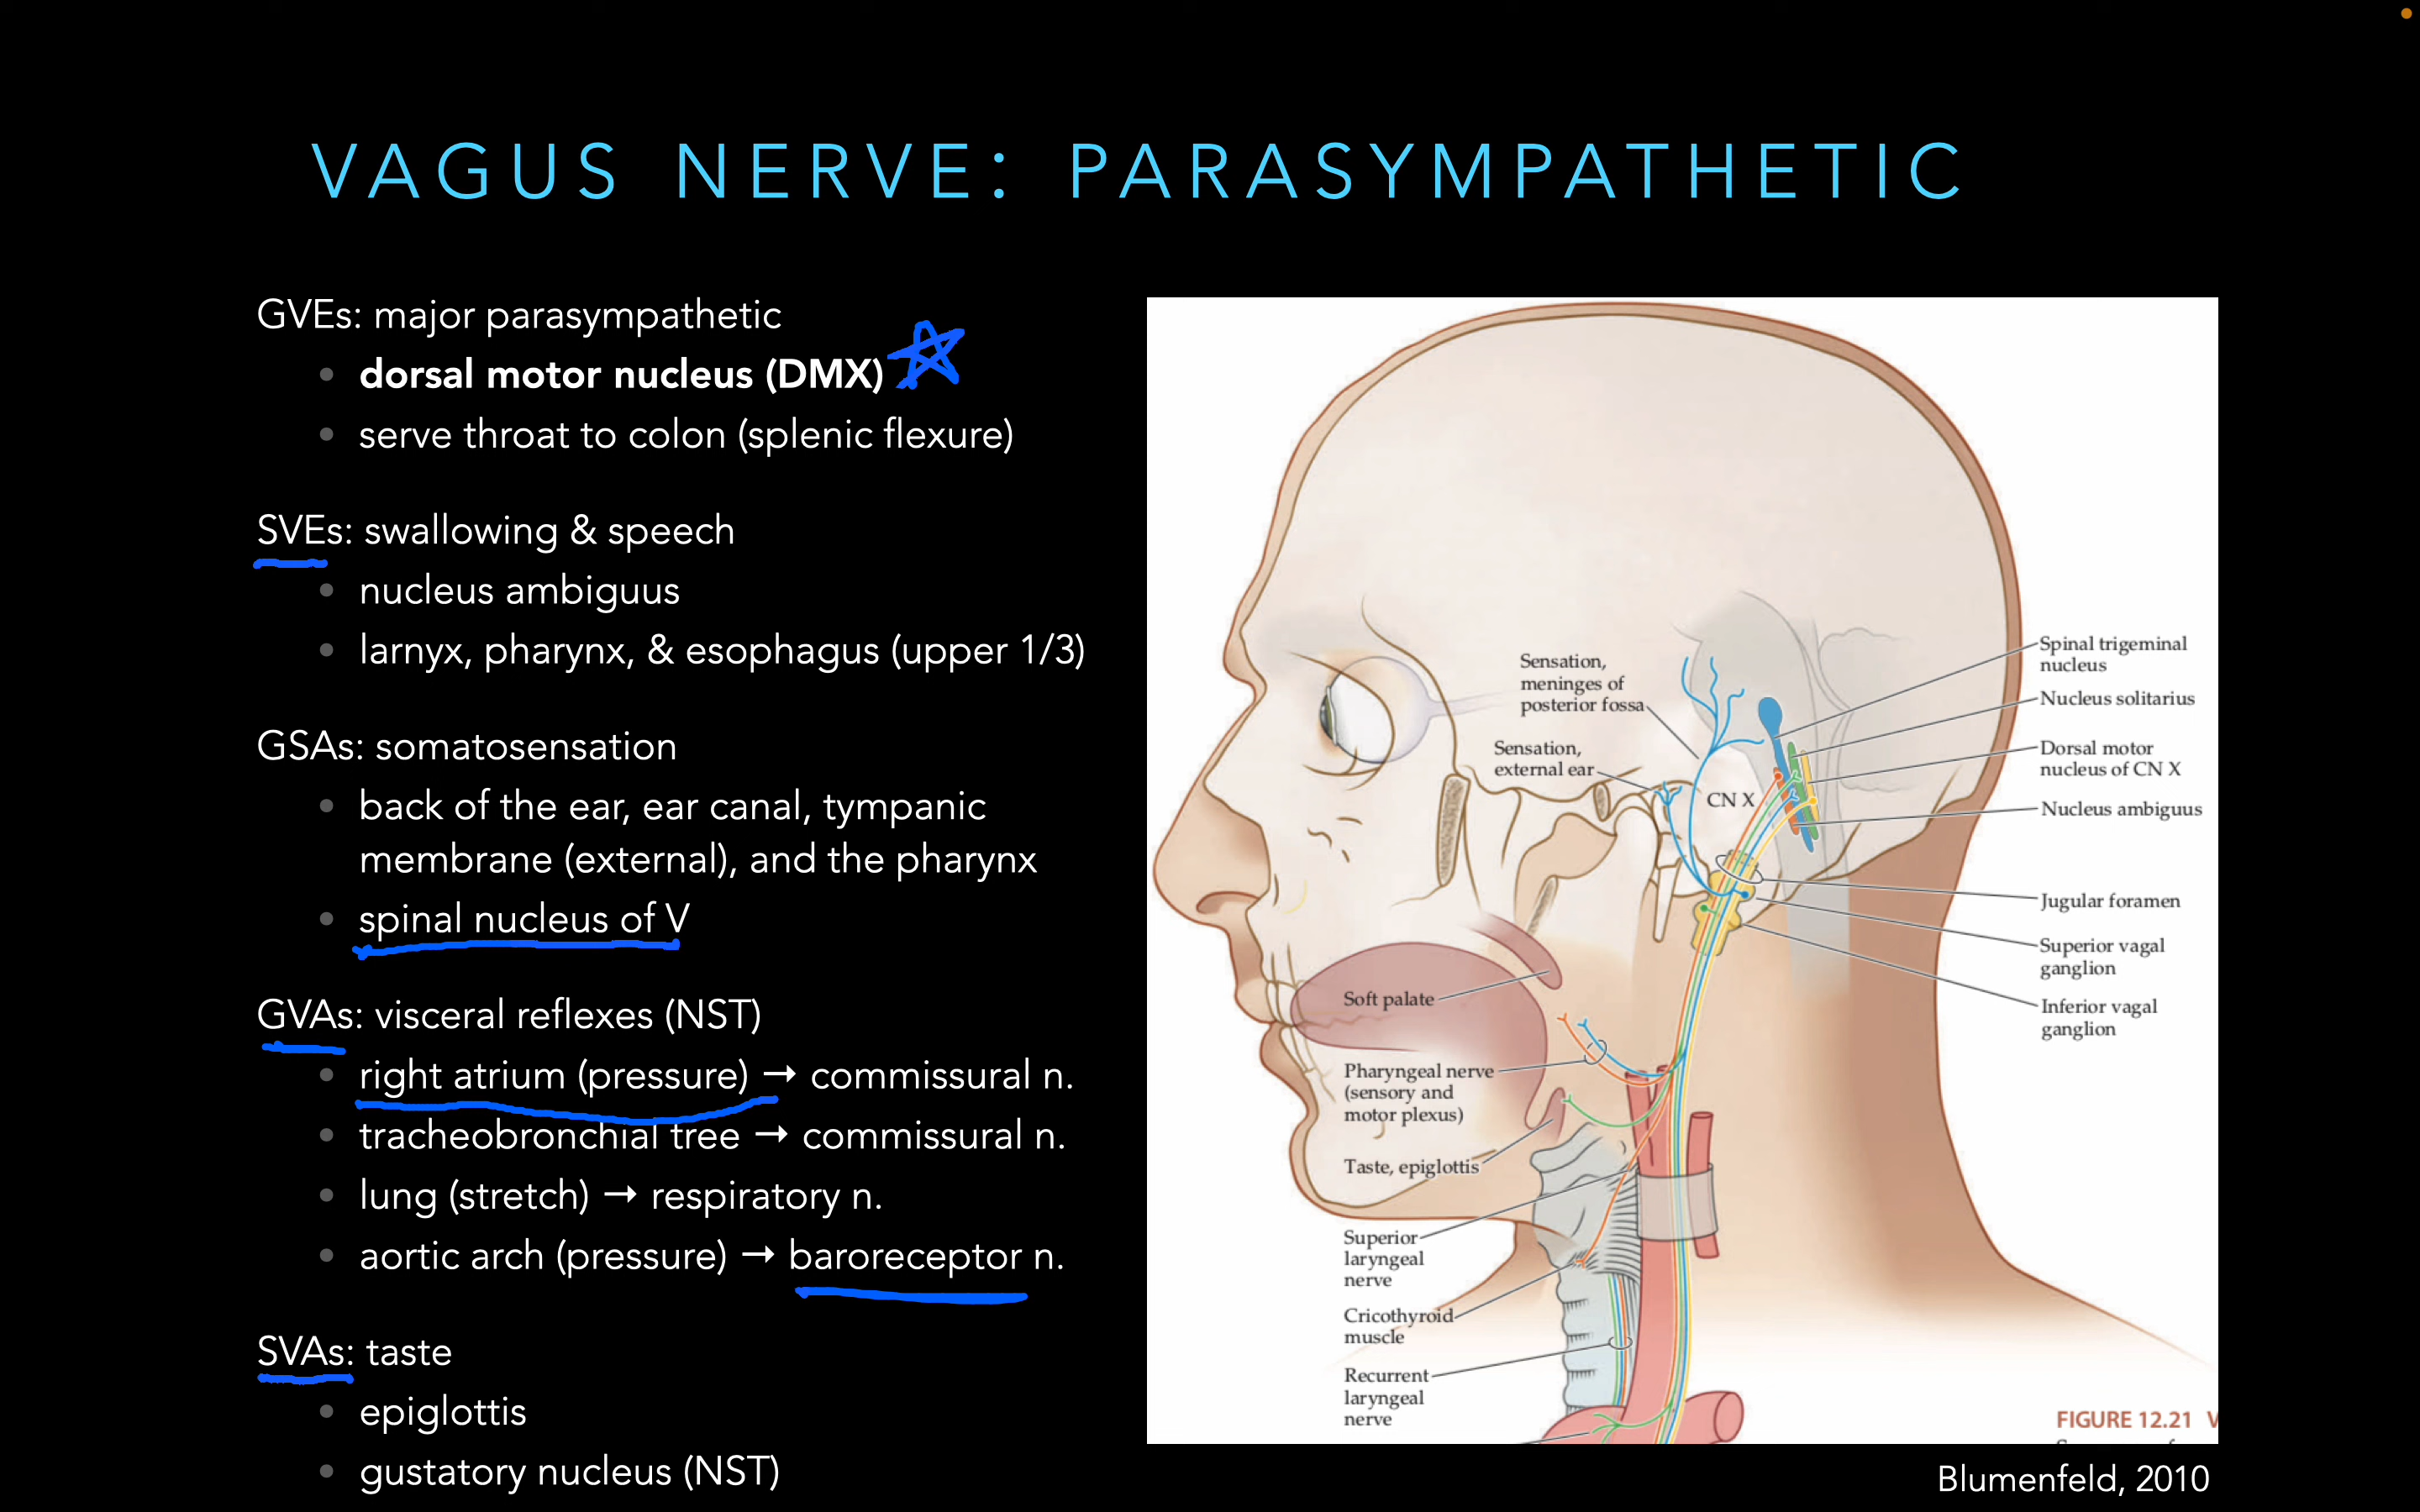 VAGUS NERVE: PARASYMPATHETIC
GVEs: major parasympathetic
• dorsal motor nucleus (DMX)
• serve throat to colon (splenic flexure)
SVEs: swallowing & speech
• nucleus ambiguus
• larnyx, pharynx, & esophagus (upper 1/3)
GSAs: somatosensation
• back of the ear, ear canal, tympanic
membrane (external), and the pharynx
• spinal nucleus of V
GVAs: visceral reflexes (NST)
• right atrium (pressure) → commissural n.
• tracheobronchial tree → commissural n.
• lung (stretch) → respiratory n.
• aortic arch (pressure) → baroreceptor n.
SVAs: taste
• epiglottis
• gustatory nucleus (NST)
Sensation,
meninges of
posterior fossa
Sensation,
external ear
CN X
Soft palate
Pharyngeal nerve
(sensory and
motor plexus)
Taste, epiglottis
Superior
laryngeal
nerve
Cricothyroid
muscle
Recurrent
laryngeal
nerve
Spinal trigeminal
nucleus
Nucleus solitarius
Dorsal motor
nucleus of CN X
Nucleus ambiguus
Jugular foramen
Superior vagal
ganglion
Inferior vagal
ganglion
FIGURE 12.21 V
Blumenfeld, 2010